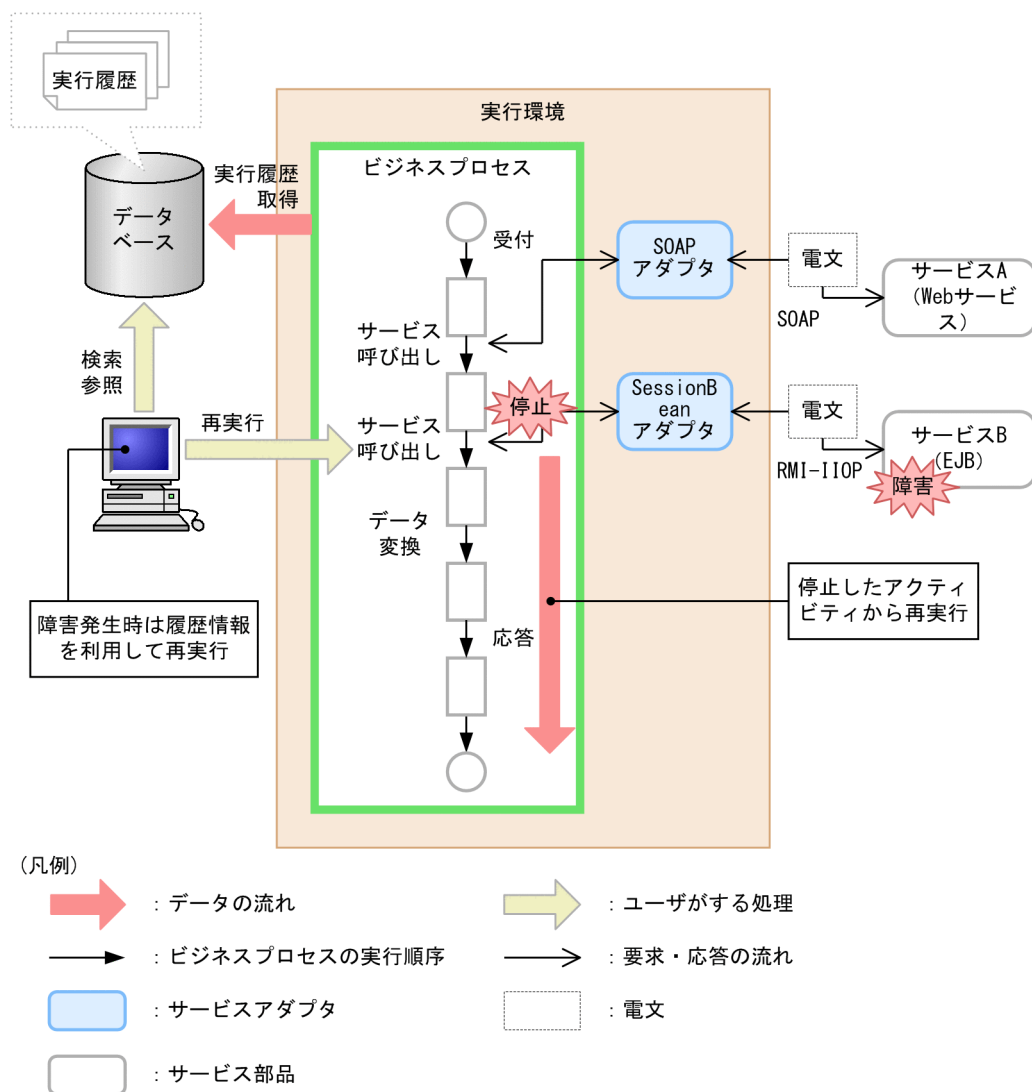 実行履歴
実行環境
ビジネスプロセス
実行履歴
取得
データ
ベース
受付
SOAP
アダプタ
電文
サービスA
(Webサービ
ス)
SOAP
サービス
呼び出し
検索
参照
再実行
サービス
呼び出し
停止
SessionB
ean
アダプタ
電文
サービスB
(EJB)
RMI-IIOP
障害
データ
変換
停止したアクティ
ビティから再実行
障害発生時は履歴情報
を利用して再実行
応答
(凡例)
：データの流れ
：ユーザがする処理
：ビジネスプロセスの実行順序
：要求・応答の流れ
：サービスアダプタ
：電文
：サービス部品